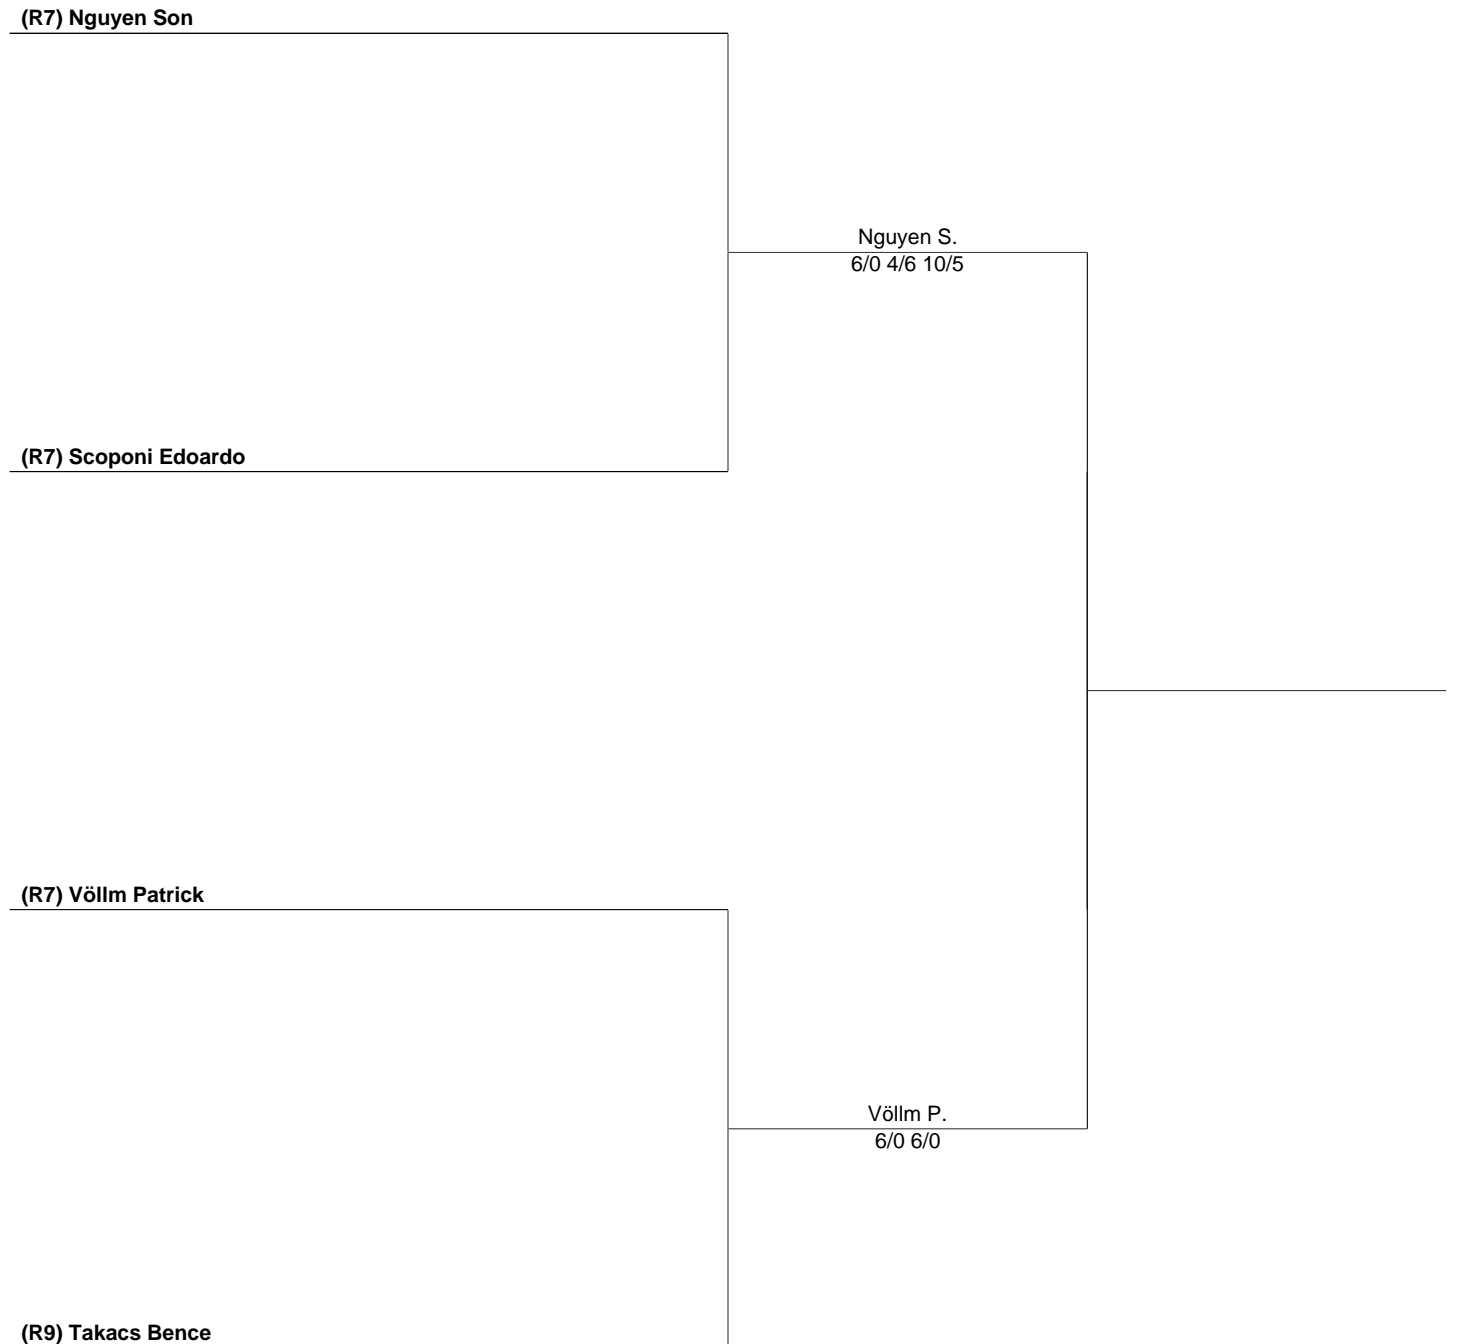 (R7) Nguyen Son
Nguyen S.
6/0 4/6 10/5
(R7) Scoponi Edoardo
(R7) Völlm Patrick
Völlm P.
6/0 6/0
(R9) Takacs Bence